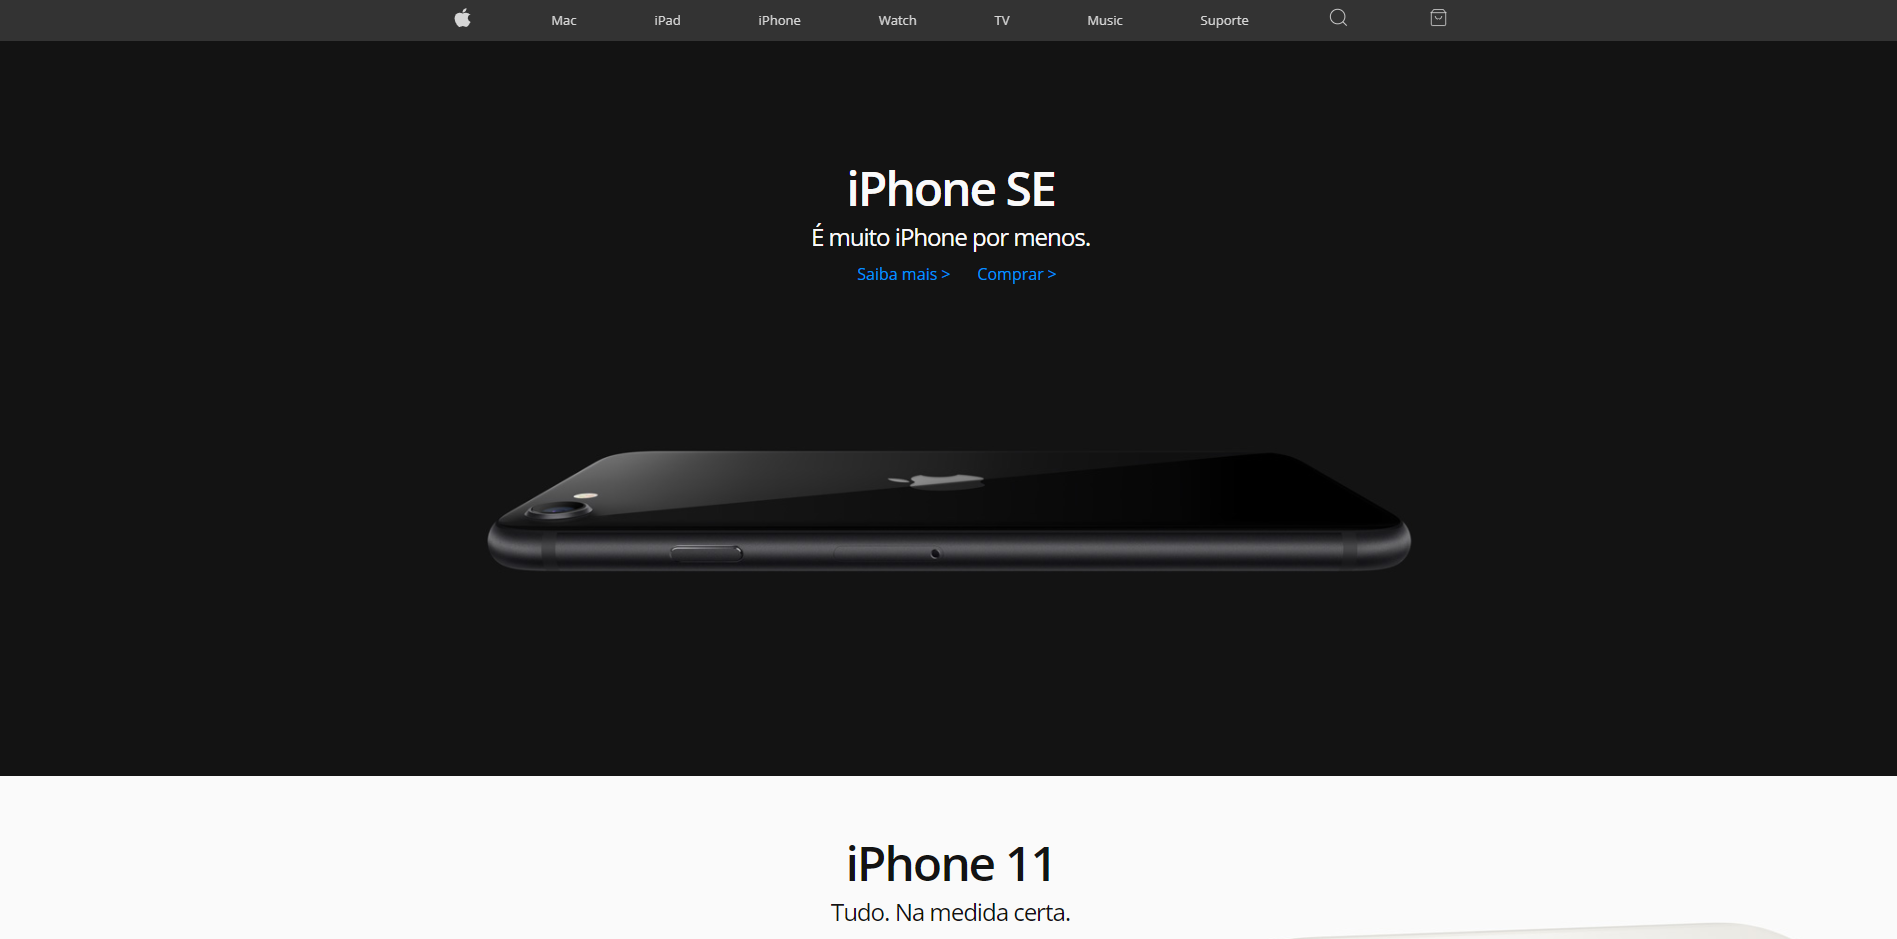 Mac iPad iPhone Watch TV Music Suporte
iPhone SE
É muito iPhone por menos.
Saiba mais > Comprar >
iPhone 11
Tudo. Na medida certa.